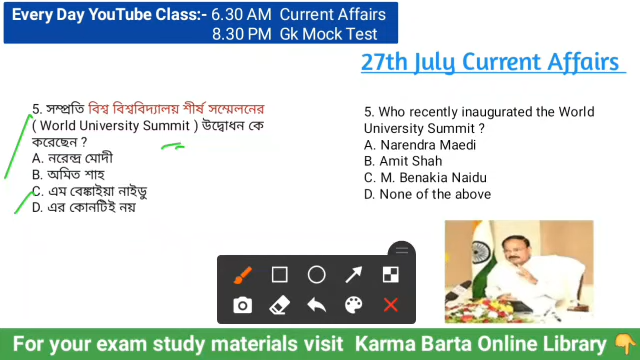 Every Day YouTube Class:- 6.30 AM Current Affairs
8.30 PM Gk Mock Test
27th July Current Affairs
5. সম্প্রতি বিশ্ব বিশ্ববিদ্যালয় শীর্ষ সম্মেলনের
( World University Summit ) উদ্বোধন কে
করেছেন ?
A. নরেন্দ্র মোদী
B. অমিত শাহ
C. এম বেঙ্কাইয়া নাইডু
D. এর কোনটিই নয়
5. Who recently inaugurated the World
University Summit ?
A. Narendra Maedi
B. Amit Shah
C. M. Benakia Naidu
D. None of the above
For your exam study materials visit Karma Barta Online Library 👇